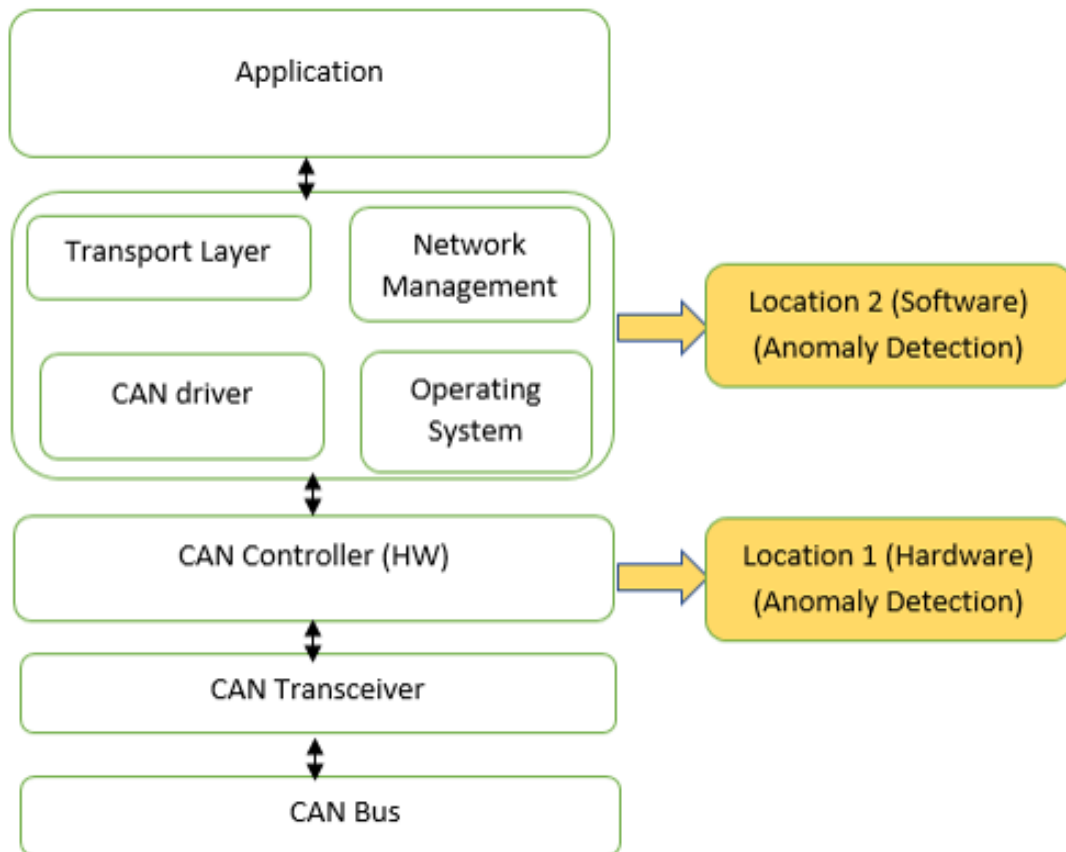 Application
Transport Layer
Network
Management
CAN driver
Operating
System
Location 2 (Software)
(Anomaly Detection)
CAN Controller (HW)
Location 1 (Hardware)
(Anomaly Detection)
CAN Transceiver
CAN Bus